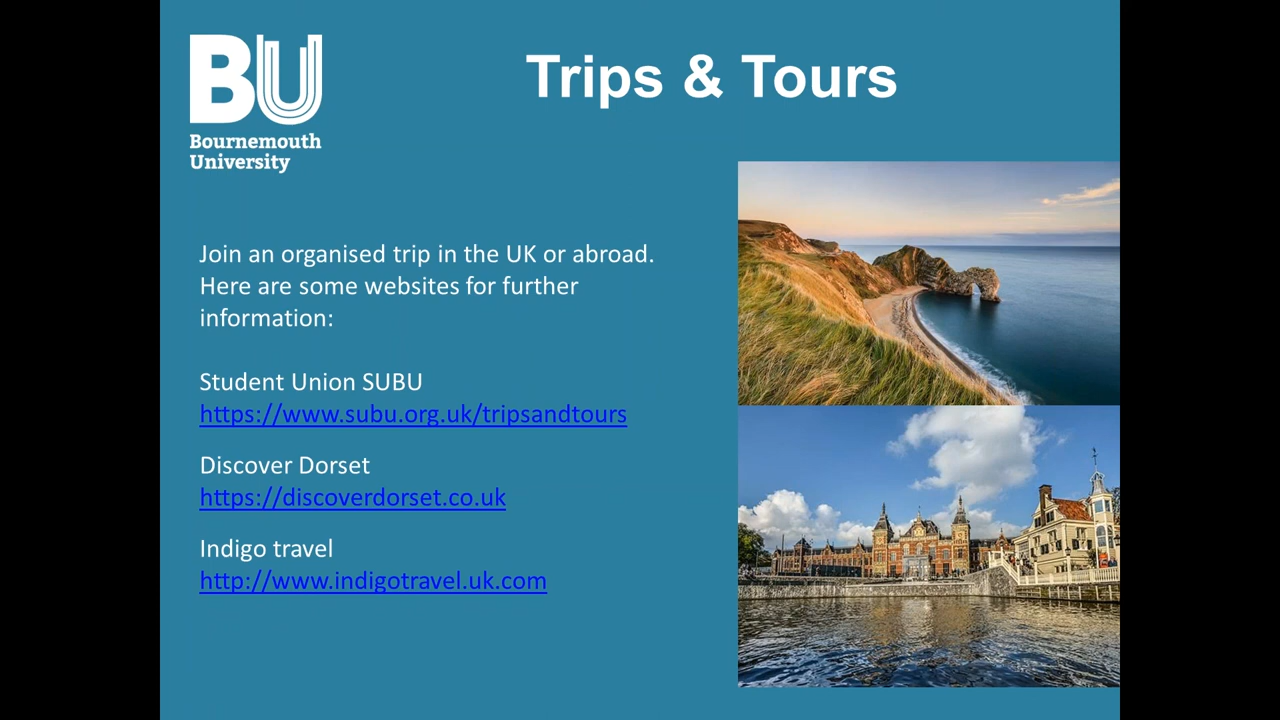 BU
Bournemouth
University
Trips & Tours
Join an organised trip in the UK or abroad.
Here are some websites for further
information:
Student Union SUBU
https://www.subu.org.uk/tripsandtours
Discover Dorset
https://discoverdorset.co.uk
Indigo travel
http://www.indigotravel.uk.com